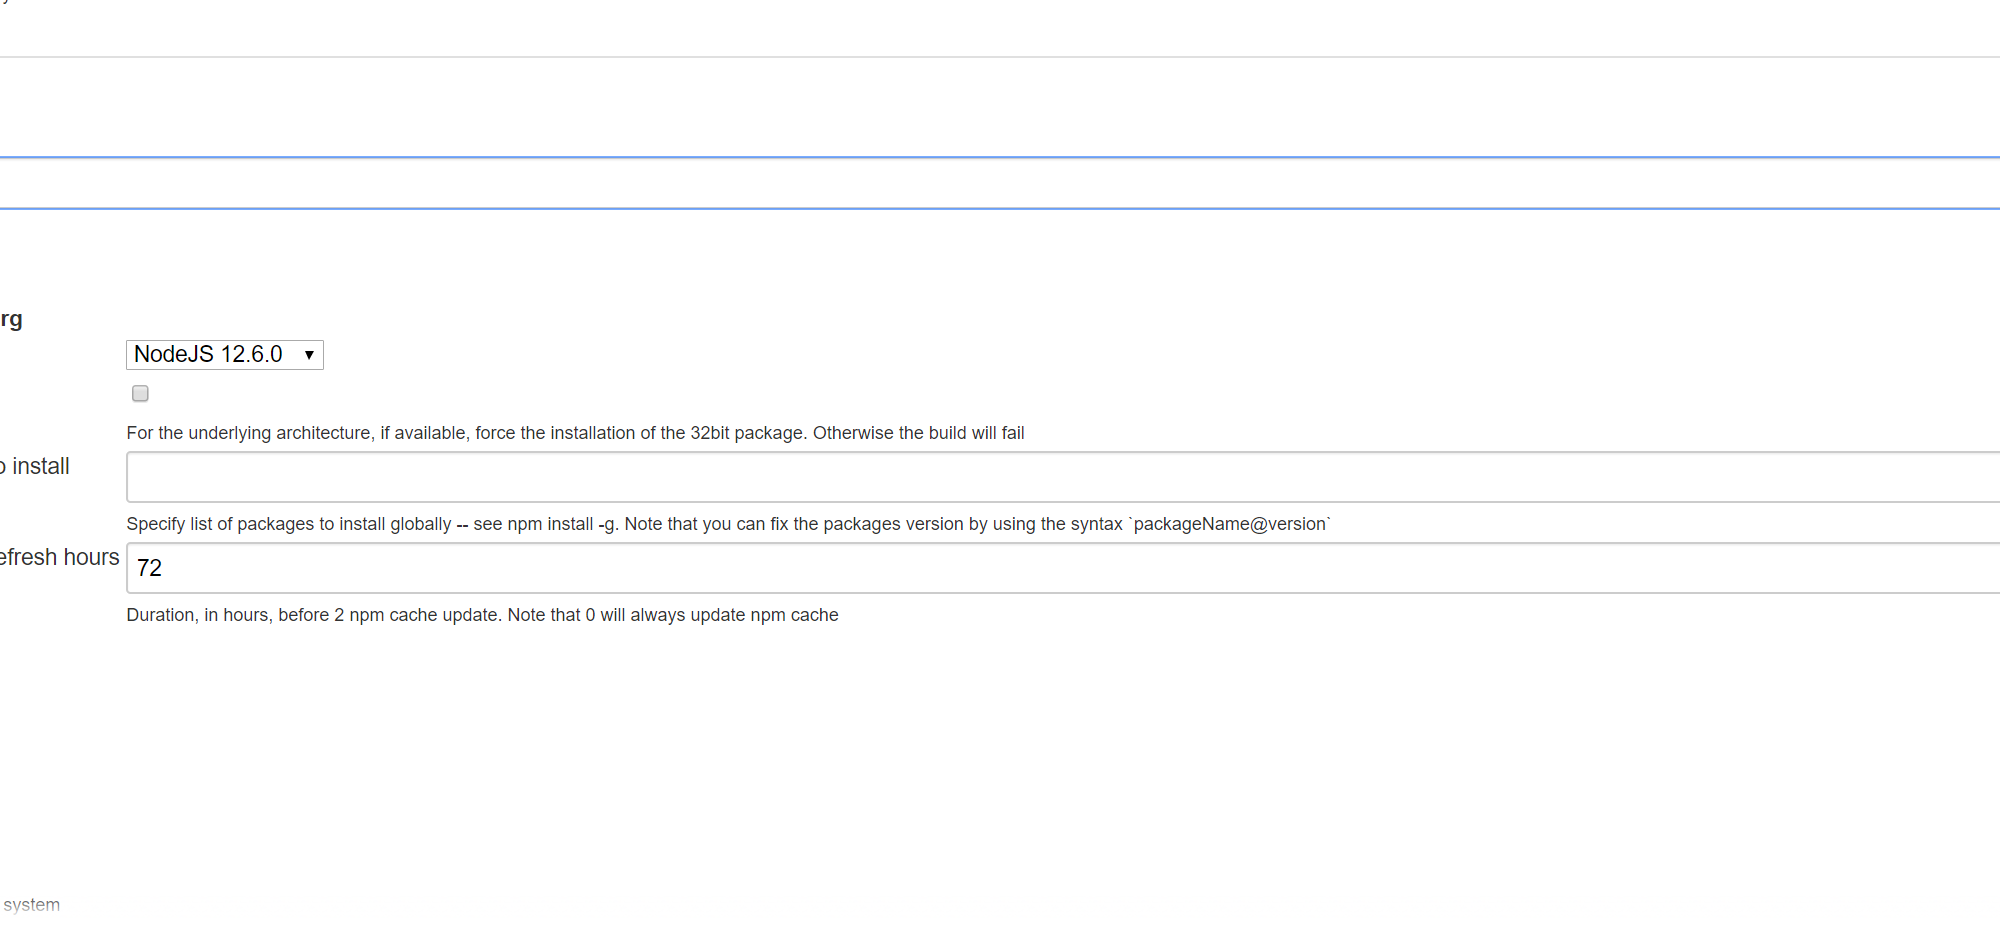 rg
NodeJS 12.6.0
For the underlying architecture, if available, force the installation of the 32bit package. Otherwise the build will fail
o install
Specify list of packages to install globally -- see npm install -g. Note that you can fix the packages version by using the syntax `packageName@version`
efresh hours 72
Duration, in hours, before 2 npm cache update. Note that 0 will always update npm cache
system